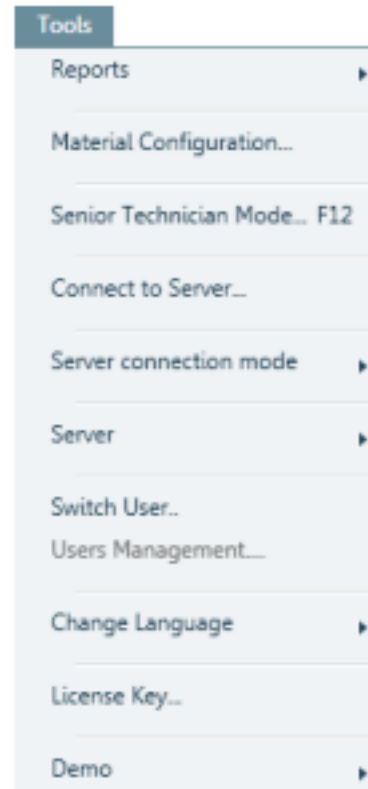 Tools
Reports
Material Configuration...
Senior Technician Mode... F12
Connect to Server...
Server connection mode
Server
Switch User..
Users Management....
Change Language
License Key...
Demo